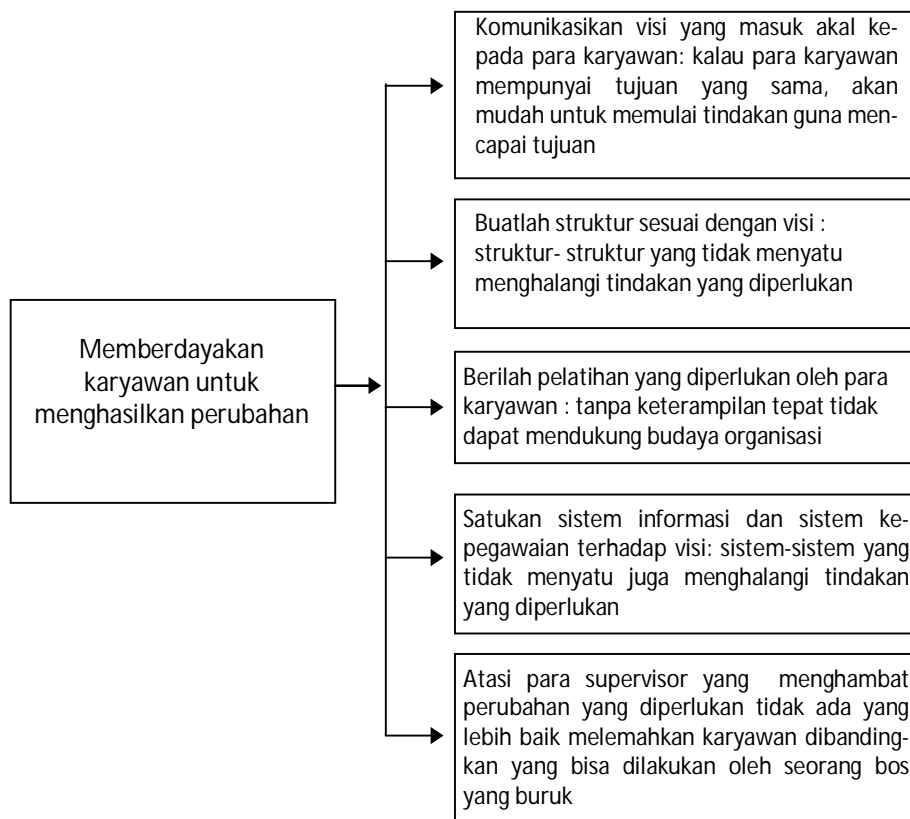 Komunikasikan visi yang masuk akal ke-
pada para karyawan: kalau para karyawan
mempunyai tujuan yang sama, akan
mudah untuk memulai tindakan guna men-
capai tujuan
Buatlah struktur sesuai dengan visi :
struktur- struktur yang tidak menyatu
menghalangi tindakan yang diperlukan
Memberdayakan
karyawan untuk
menghasilkan perubahan
Berilah pelatihan yang diperlukan oleh para
karyawan : tanpa keterampilan tepat tidak
dapat mendukung budaya organisasi
Satukan sistem informasi dan sistem ke-
pegawaian terhadap visi: sistem-sistem yang
tidak menyatu juga menghalangi tindakan
yang diperlukan
Atasi para supervisor yang menghambat
perubahan yang diperlukan tidak ada yang
lebih baik melemahkan karyawan dibanding-
kan yang bisa dilakukan oleh seorang bos
yang buruk